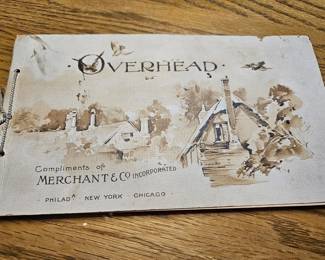 OVERHEAD
Compliments of
MERCHANT & CO INCORPORATED
PHILADA · NEW YORK · CHICAGO ·